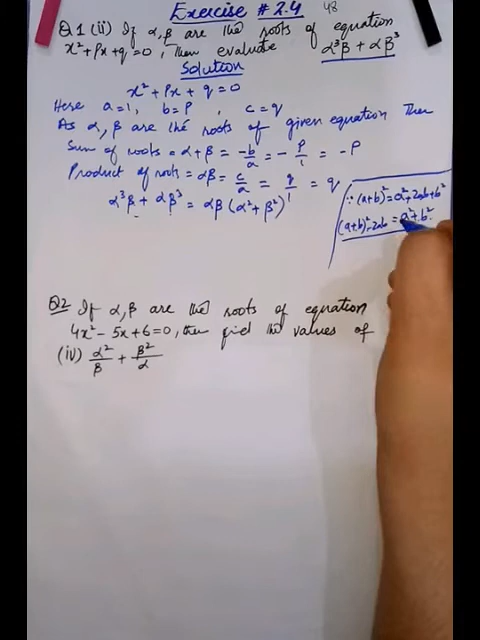 Exercise # 2.4 48
Q1 (ii) If α,β are the roots of equation
x²+Px+q=0, then evaluate α³β + αβ³
Solution
x² + Px + q = 0
Here a=1, b=P, c=q
As α, β are the roots of given equation Then
Sum of roots = α+β = -b/a = - P/1 = -P
Product of roots = αβ = c/a = q/1 = q
α³β + αβ³ = αβ(α²+β²)
∵ (a+b)² = a²+2ab+b²
(a+b)²-2ab = a²+b²
Q2 If α,β are the roots of equation
4x² - 5x + 6 = 0, then find the values of
(iv) α²/β + β²/α